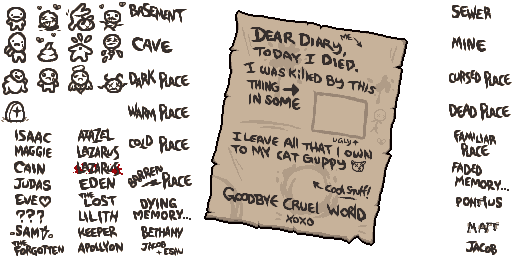 BASEMENT
CAVE
DARK PLACE
WARM PLACE
COLD PLACE
BARREN PLACE
DYING MEMORY...
BETHANY
JACOB + ESAU
ISAAC
MAGGIE
CAIN
JUDAS
EVE♡
???
SAMSON
THE FORGOTTEN
AZAZEL
LAZARUS
LAZARUS
EDEN
THE LOST
LILITH
KEEPER
APOLLYON
DEAR DIARY,
ME
TODAY I DIED.
I WAS KILLED BY THIS
THING →
IN SOME
UGLY↑
I LEAVE ALL THAT I OWN
TO MY CAT GUPPY
↖ COOL STUFF!
GOODBYE CRUEL WORLD
XOXO
SEWER
MINE
CURSED PLACE
DEAD PLACE
FAMILIAR PLACE
FADED MEMORY...
MATT
JACOB